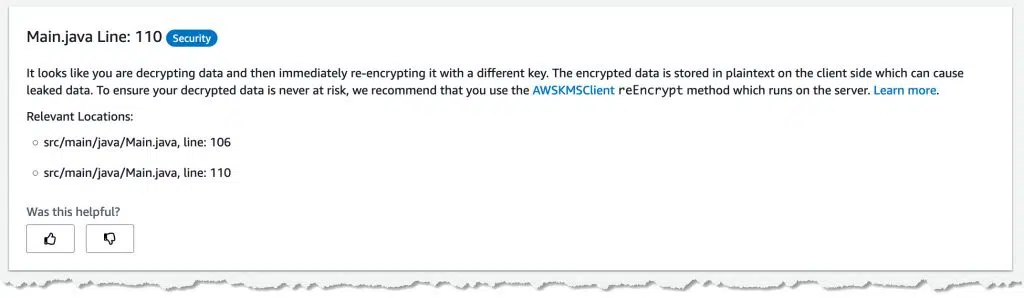 Main.java Line: 110 Security
It looks like you are decrypting data and then immediately re-encrypting it with a different key. The encrypted data is stored in plaintext on the client side which can cause
leaked data. To ensure your decrypted data is never at risk, we recommend that you use the AWSKMSClient reEncrypt method which runs on the server. Learn more.
Relevant Locations:
src/main/java/Main.java, line: 106
src/main/java/Main.java, line: 110
Was this helpful?